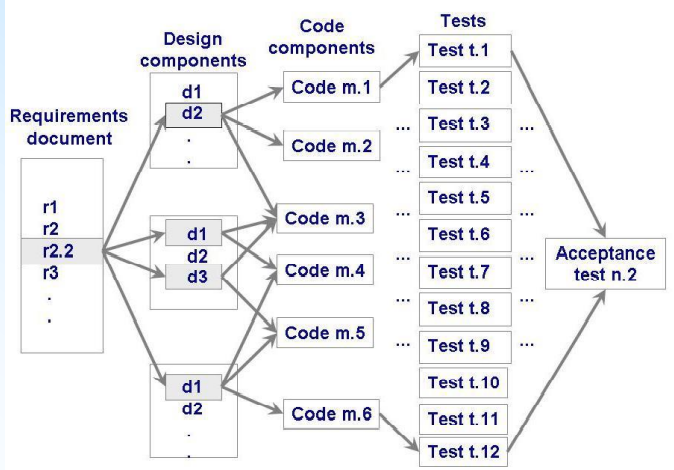 Requirements
document
r1
r2
r2.2
r3
.
.
Design
components
d1
d2
.
.
d1
d2
d3
d1
d2
.
.
Code
components
Code m.1
Code m.2
Code m.3
Code m.4
Code m.5
Code m.6
Tests
Test t.1
Test t.2
... Test t.3 ...
... Test t.4 ...
... Test t.5 ...
... Test t.6 ...
... Test t.7 ...
... Test t.8 ...
... Test t.9 ...
Test t.10
Test t.11
Test t.12
Acceptance
test n.2